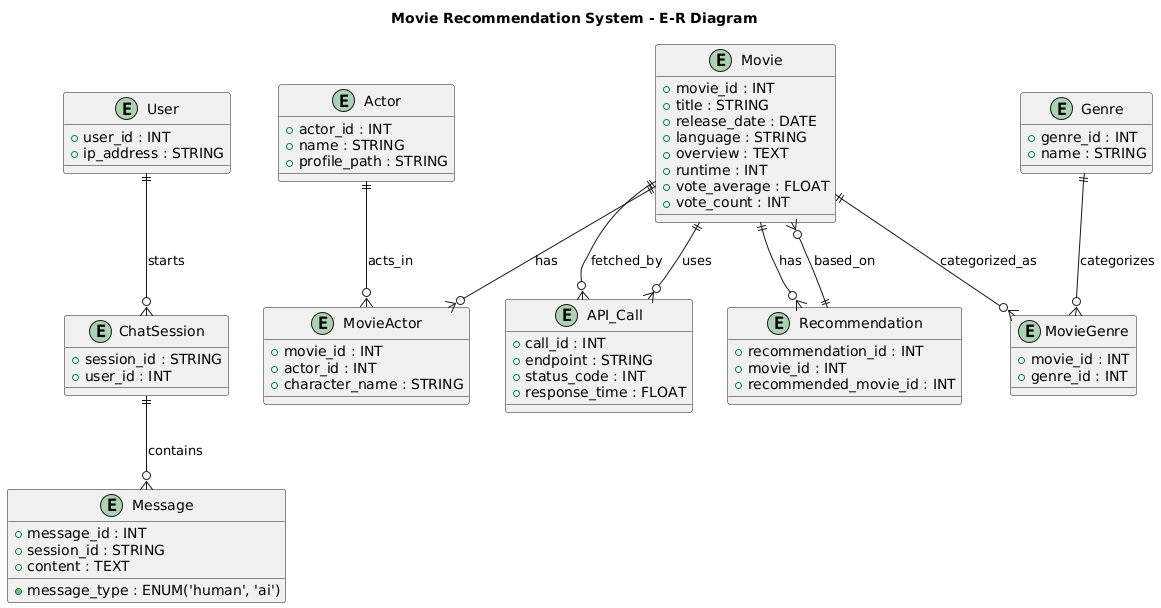 Movie Recommendation System - E-R Diagram
E Movie
movie_id : INT
title : STRING
release_date : DATE
language : STRING
overview : TEXT
runtime : INT
vote_average : FLOAT
vote_count : INT
E User
user_id : INT
ip_address : STRING
E Actor
actor_id : INT
name : STRING
profile_path : STRING
E Genre
genre_id : INT
name : STRING
starts
acts_in
has
fetched_by
uses
has
based_on
categorized_as
categorizes
E ChatSession
session_id : STRING
user_id : INT
E MovieActor
movie_id : INT
actor_id : INT
character_name : STRING
E API_Call
call_id : INT
endpoint : STRING
status_code : INT
response_time : FLOAT
E Recommendation
recommendation_id : INT
movie_id : INT
recommended_movie_id : INT
E MovieGenre
movie_id : INT
genre_id : INT
contains
E Message
message_id : INT
session_id : STRING
content : TEXT
message_type : ENUM('human', 'ai')